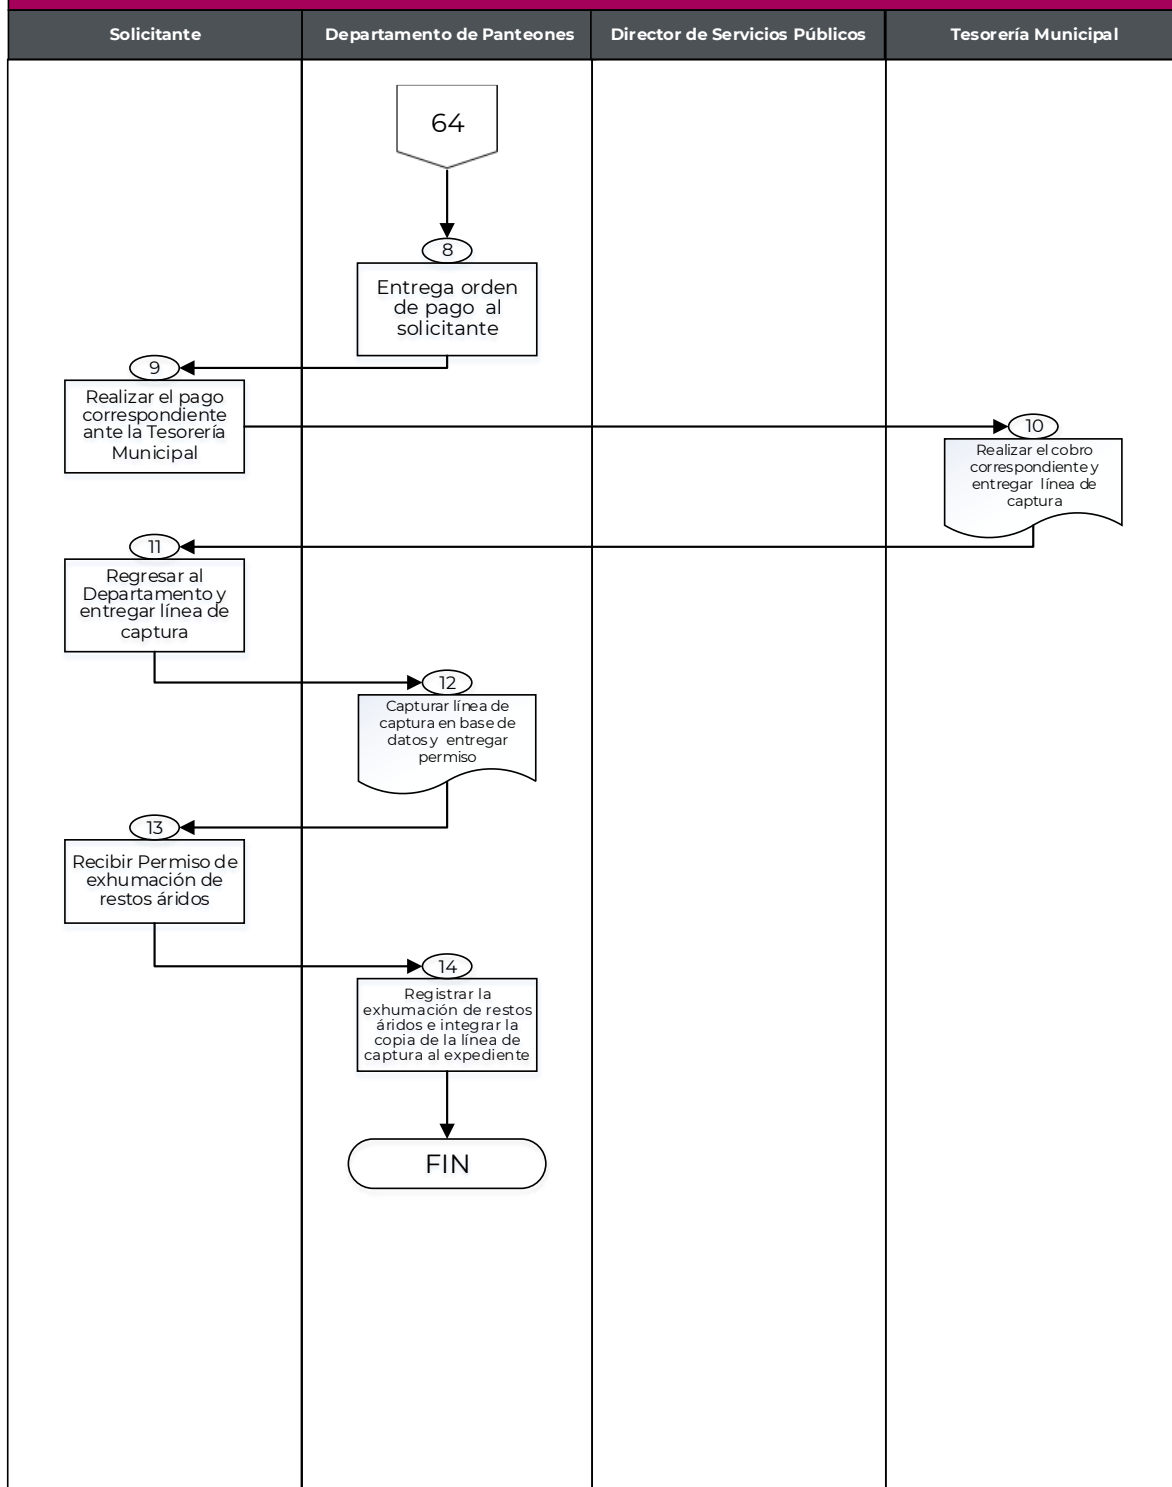 Solicitante
Departamento de Panteones
Director de Servicios Públicos
Tesorería Municipal
64
8
Entrega orden
de pago al
solicitante
9
Realizar el pago
correspondiente
ante la Tesorería
Municipal
10
Realizar el cobro
correspondiente y
entregar línea de
captura
11
Regresar al
Departamento y
entregar línea de
captura
12
Capturar línea de
captura en base de
datos y entregar
permiso
13
Recibir Permiso de
exhumación de
restos áridos
14
Registrar la
exhumación de restos
áridos e integrar la
copia de la línea de
captura al expediente
FIN